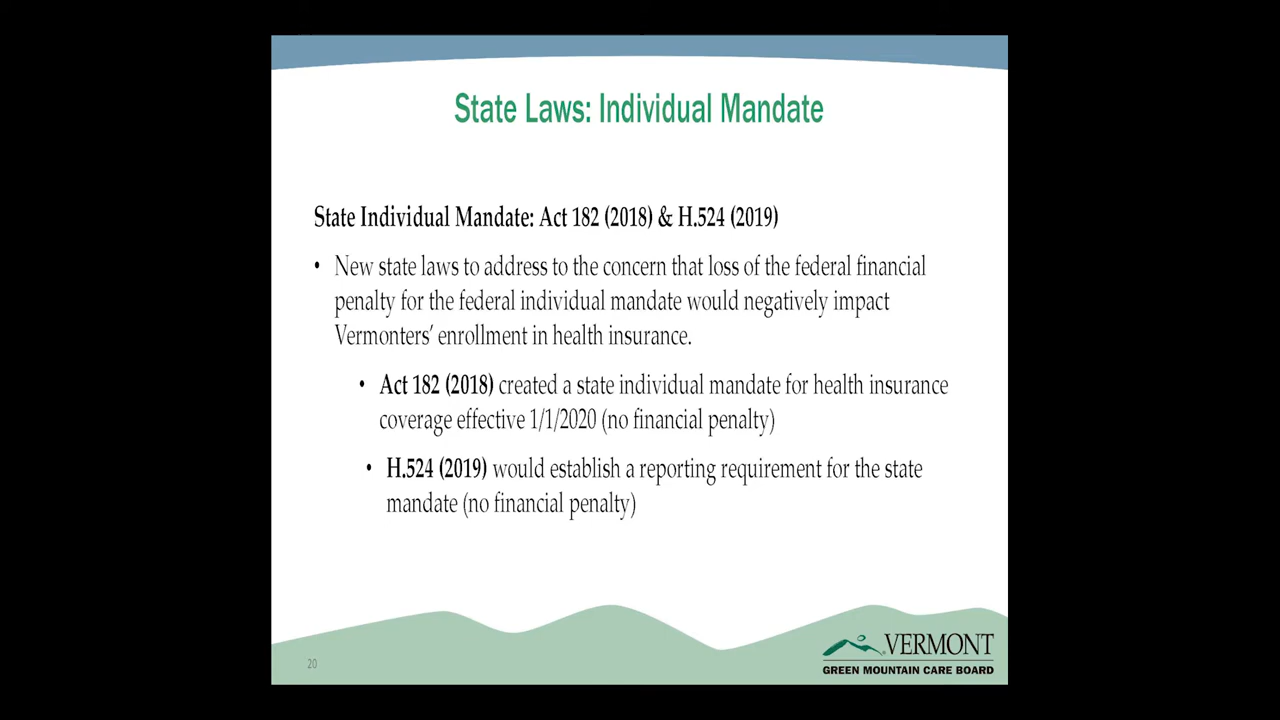 State Laws: Individual Mandate
State Individual Mandate: Act 182 (2018) & H.524 (2019)
• New state laws to address to the concern that loss of the federal financial
penalty for the federal individual mandate would negatively impact
Vermonters’ enrollment in health insurance.
• Act 182 (2018) created a state individual mandate for health insurance
coverage effective 1/1/2020 (no financial penalty)
• H.524 (2019) would establish a reporting requirement for the state
mandate (no financial penalty)
20
VERMONT
GREEN MOUNTAIN CARE BOARD